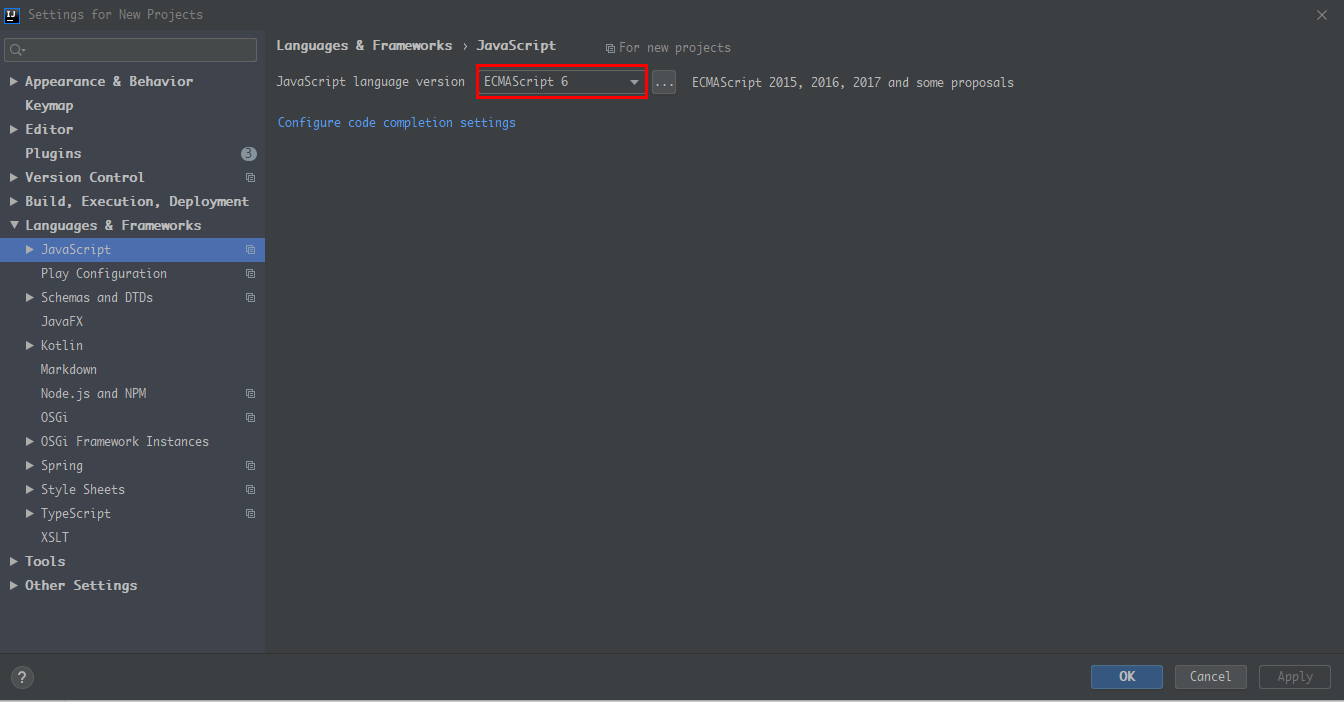 IJ Settings for New Projects
Languages & Frameworks › JavaScript For new projects
JavaScript language version ECMAScript 6 ... ECMAScript 2015, 2016, 2017 and some proposals
Configure code completion settings
Appearance & Behavior
Keymap
Editor
Plugins 3
Version Control
Build, Execution, Deployment
Languages & Frameworks
JavaScript
Play Configuration
Schemas and DTDs
JavaFX
Kotlin
Markdown
Node.js and NPM
OSGi
OSGi Framework Instances
Spring
Style Sheets
TypeScript
XSLT
Tools
Other Settings
? OK Cancel Apply